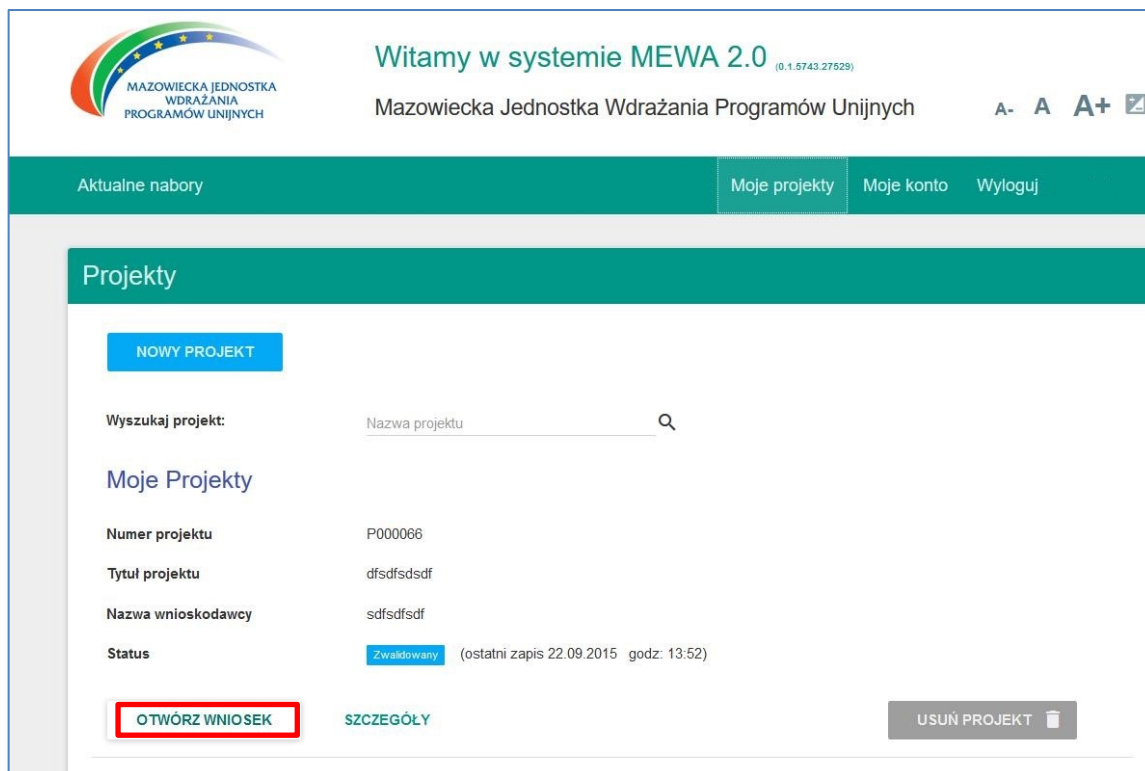 MAZOWIECKA JEDNOSTKA
WDRAŻANIA
PROGRAMÓW UNIJNYCH
Witamy w systemie MEWA 2.0 (0.1.5743.27529)
Mazowiecka Jednostka Wdrażania Programów Unijnych A- A A+
Aktualne nabory Moje projekty Moje konto Wyloguj
Projekty
NOWY PROJEKT
Wyszukaj projekt: Nazwa projektu
Moje Projekty
Numer projektu P000066
Tytuł projektu dfsdfsdsdf
Nazwa wnioskodawcy sdfsdfsdf
Status Zwalidowany (ostatni zapis 22.09.2015 godz: 13:52)
OTWÓRZ WNIOSEK SZCZEGÓŁY USUŃ PROJEKT